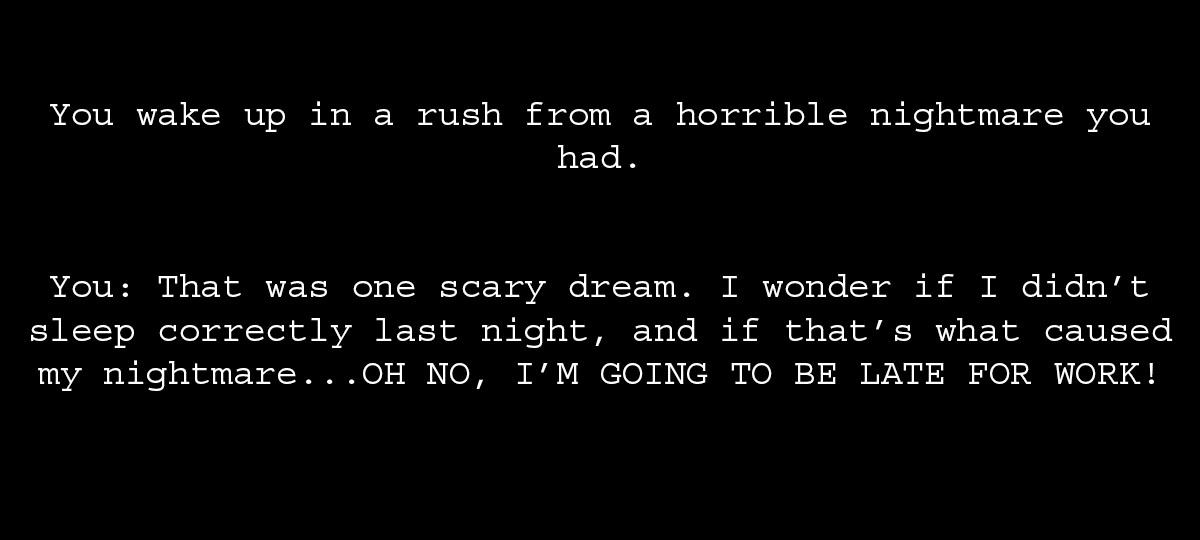 You wake up in a rush from a horrible nightmare you
had.
You: That was one scary dream. I wonder if I didn’t
sleep correctly last night, and if that’s what caused
my nightmare...OH NO, I’M GOING TO BE LATE FOR WORK!